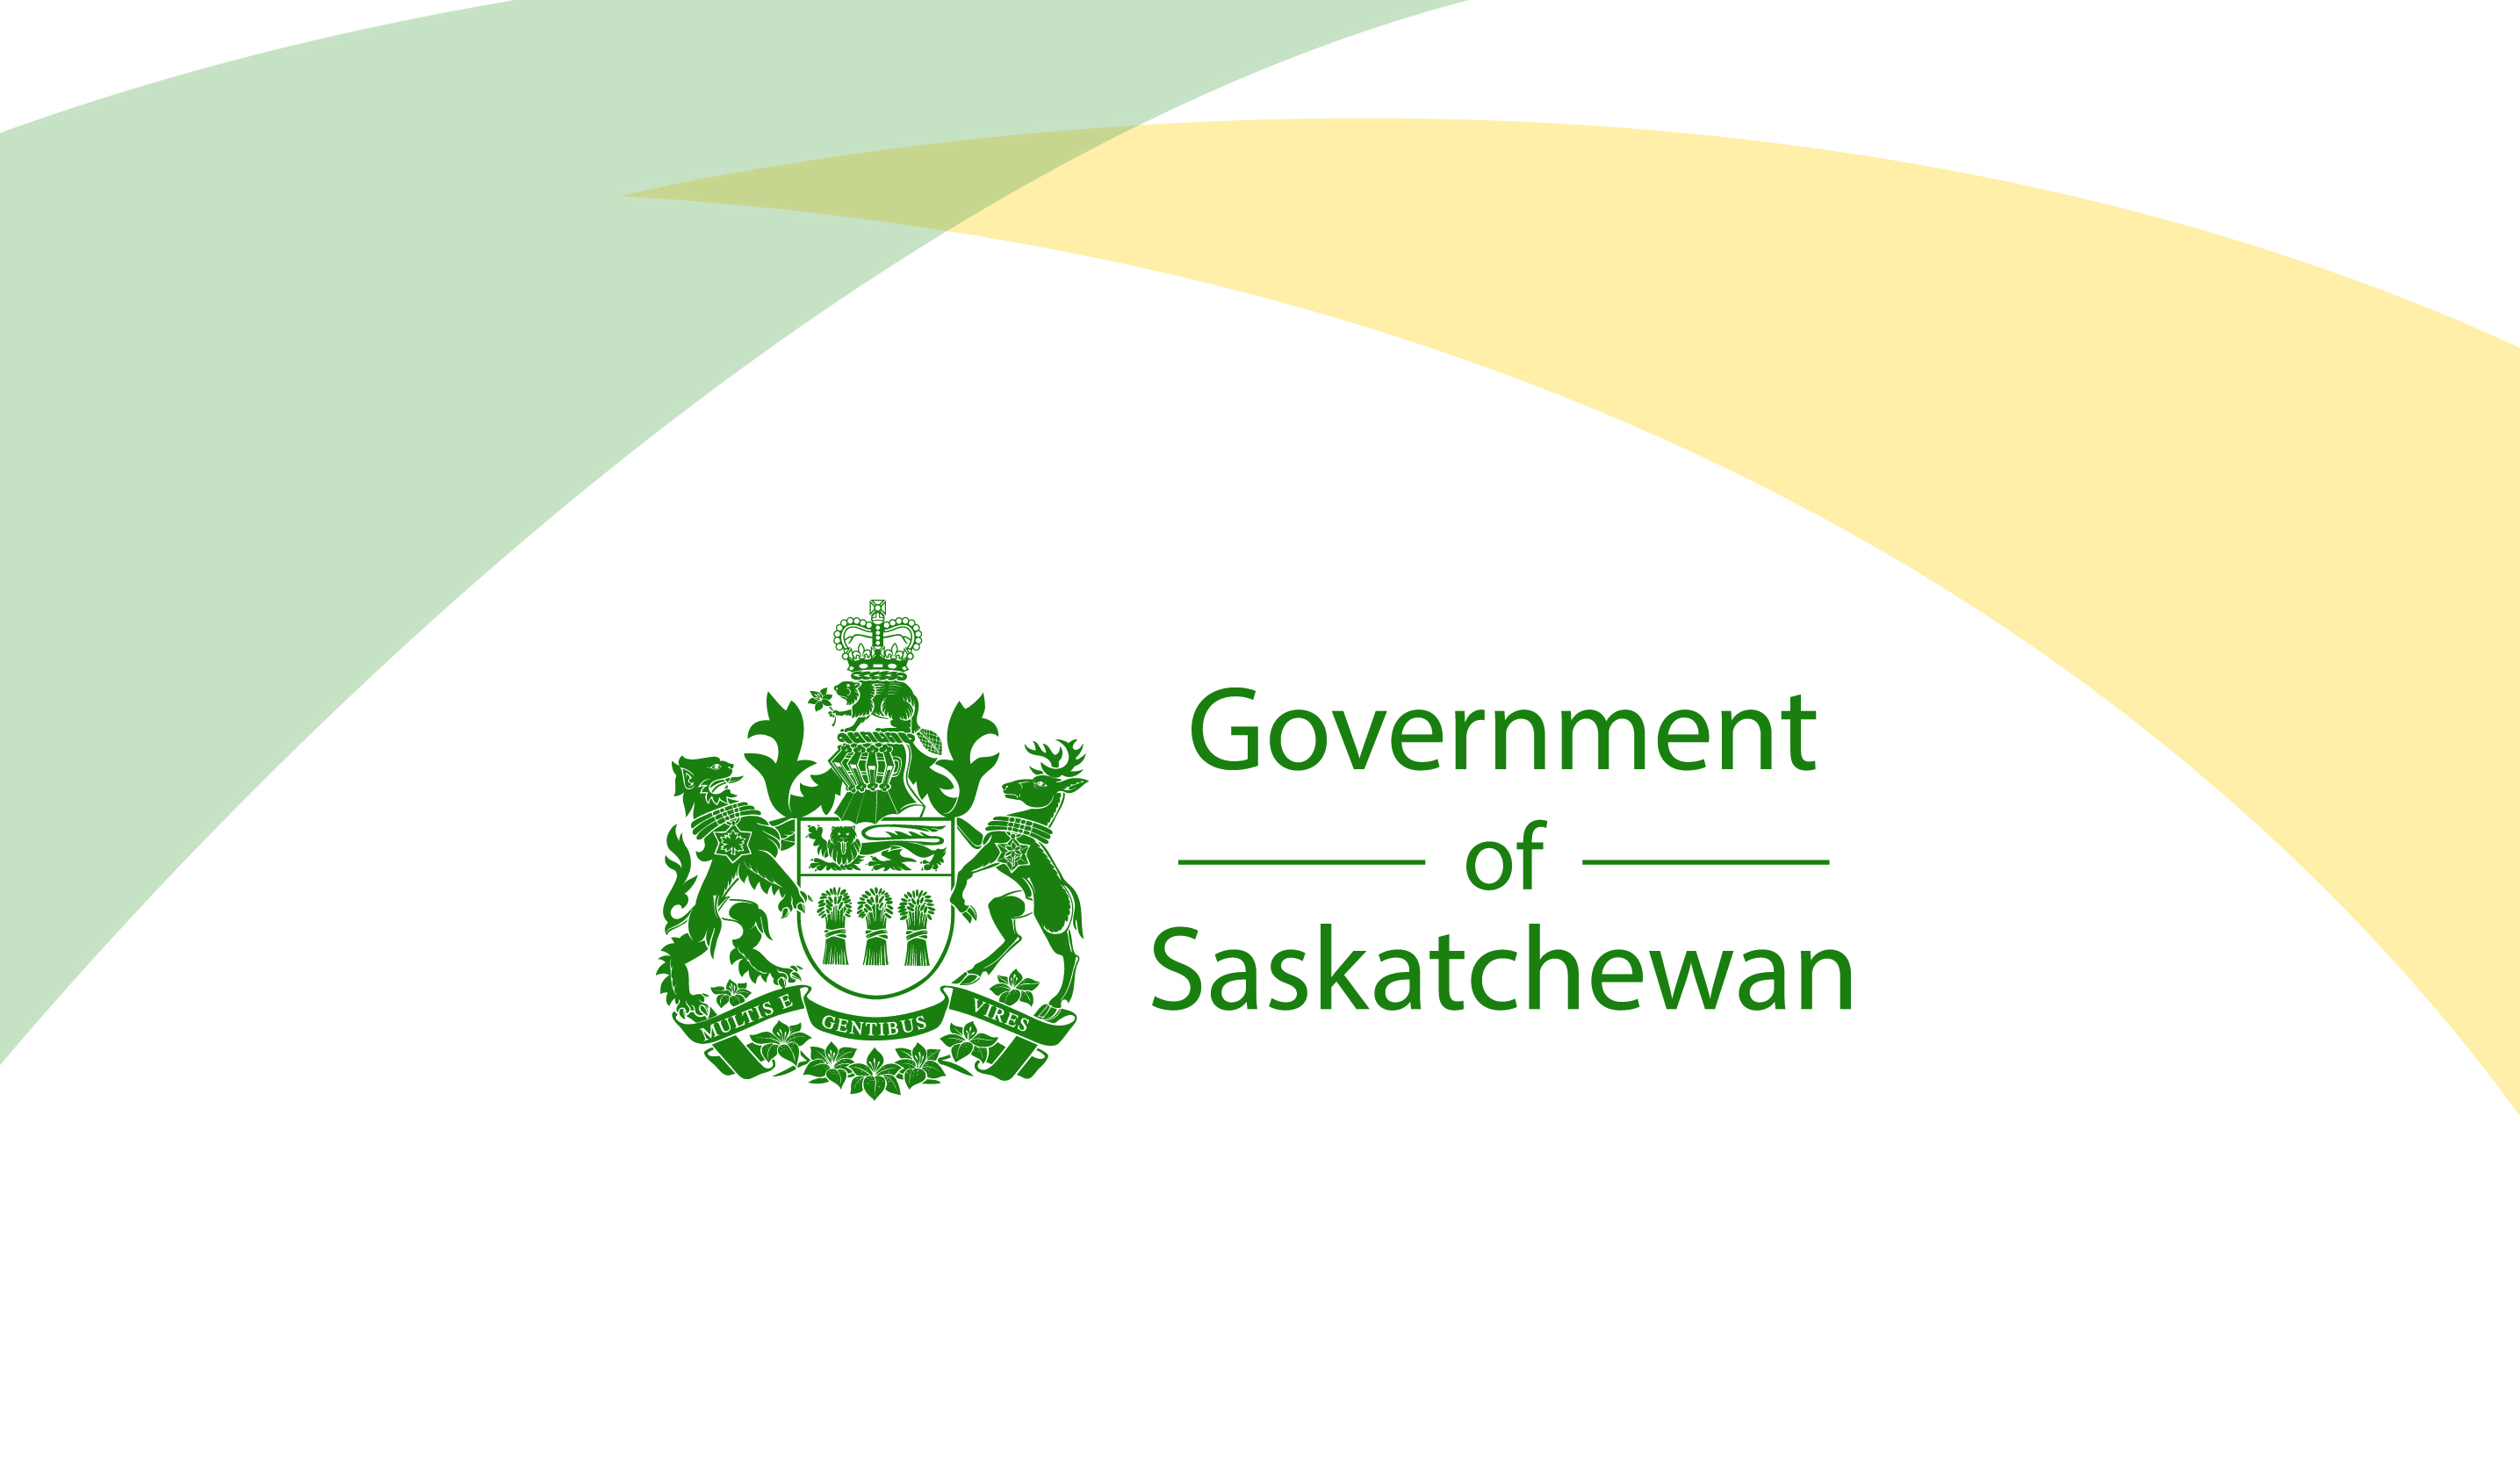 Government
of
Saskatchewan
MULTIS E GENTIBUS VIRES